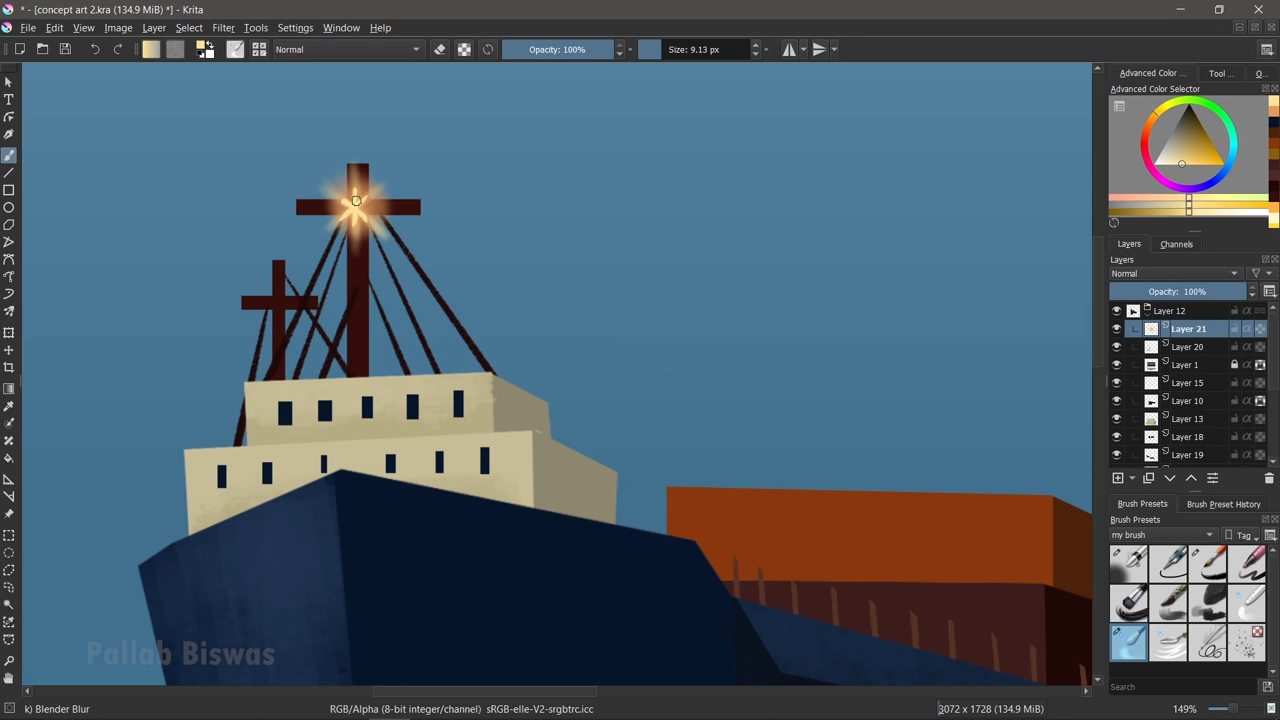 * - [concept art 2.kra (134.9 MiB) *] - Krita
File Edit View Image Layer Select Filter Tools Settings Window Help
Normal Opacity: 100% Size: 9.13 px
Advanced Color ... Tool ... O...
Advanced Color Selector
Layers Channels
Layers
Normal
Opacity: 100%
Layer 12
Layer 21
Layer 20
Layer 1
Layer 15
Layer 10
Layer 13
Layer 18
Layer 19
Brush Presets Brush Preset History
Brush Presets
my brush Tag
Search
Pallab Biswas
k) Blender Blur RGB/Alpha (8-bit integer/channel) sRGB-elle-V2-srgbtrc.icc 3072 x 1728 (134.9 MiB) 149%